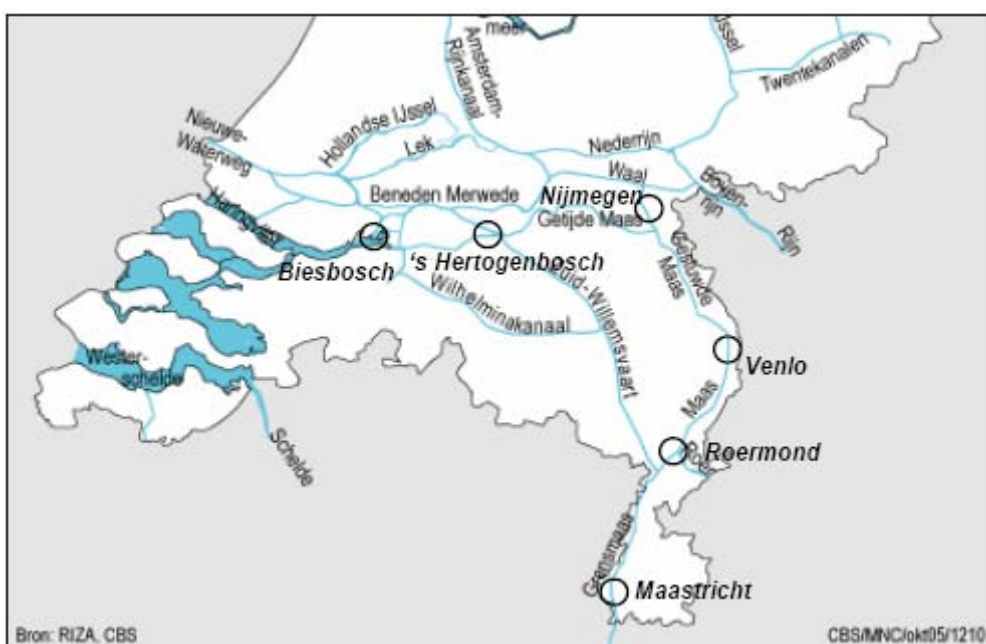 meer
IJssel
Amsterdam-
Rijnkanaal
Twentekanalen
Nieuwe-
Waterweg
Hollandse IJssel
Lek
Nederrijn
Waal
Boven-
rijn
Rijn
Beneden Merwede
Nijmegen
Getijde Maas
Haringvliet
Biesbosch
‘s Hertogenbosch
Maas
Zuid-Willemsvaart
Wilhelminakanaal
Venlo
Wester-
schelde
Maas
Schelde
Roermond
Roer
Grensmaas
Maastricht
Bron: RIZA, CBS
CBS/MNC/okt05/1210